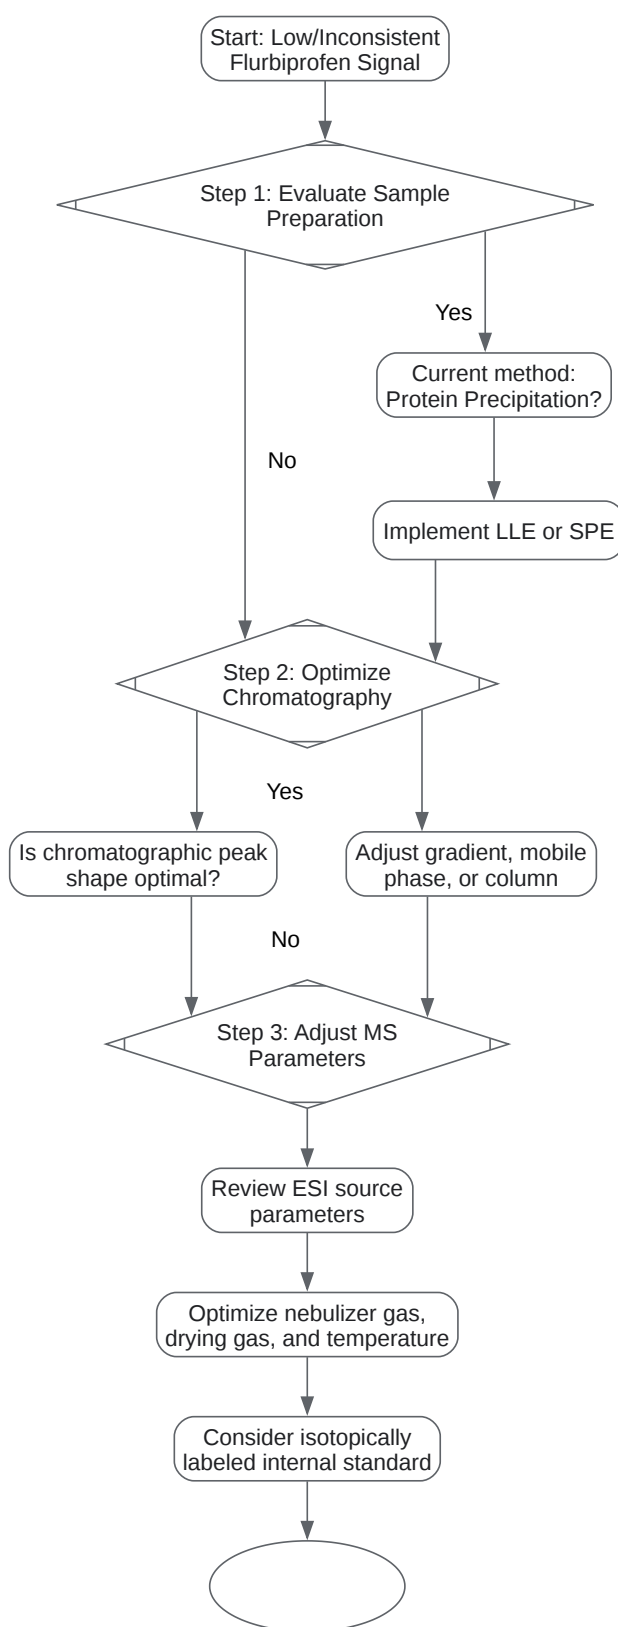 Start: Low/Inconsistent
Flurbiprofen Signal
Step 1: Evaluate Sample
Preparation
Yes
Current method:
Protein Precipitation?
No
Implement LLE or SPE
Step 2: Optimize
Chromatography
Yes
Is chromatographic peak
shape optimal?
Adjust gradient, mobile
phase, or column
No
Step 3: Adjust MS
Parameters
Review ESI source
parameters
Optimize nebulizer gas,
drying gas, and temperature
Consider isotopically
labeled internal standard